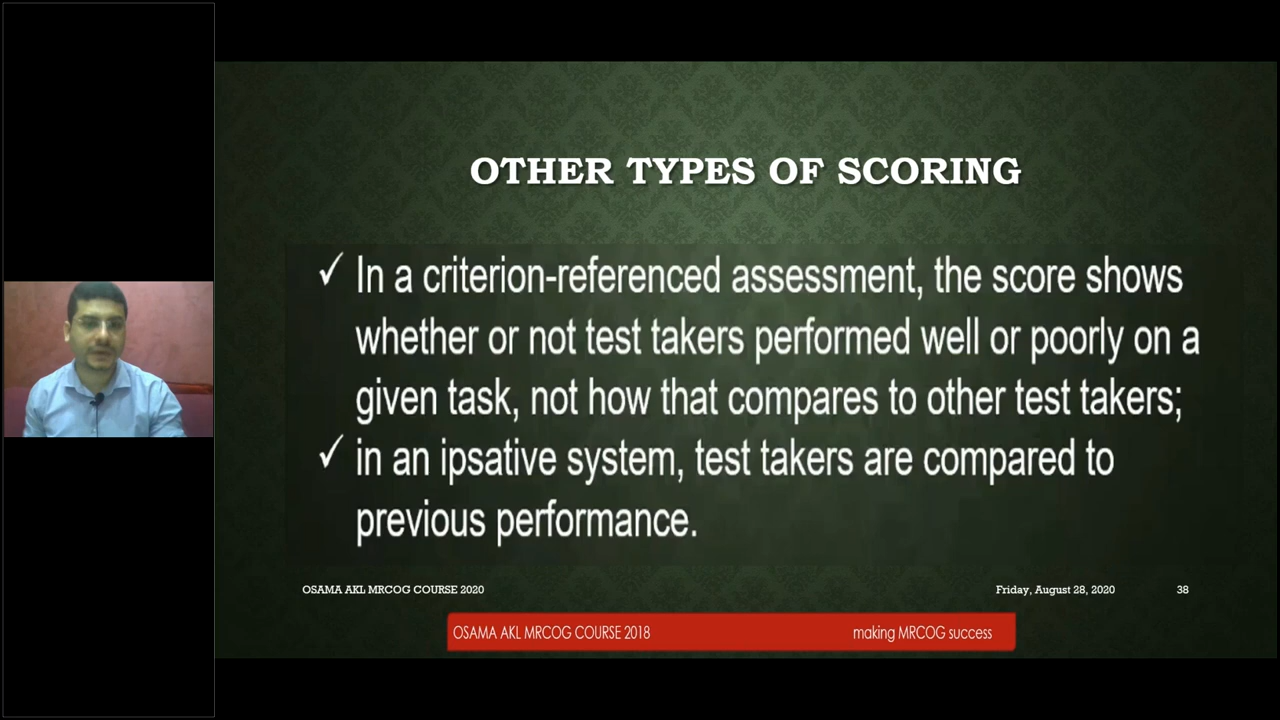 OTHER TYPES OF SCORING
✓ In a criterion-referenced assessment, the score shows
whether or not test takers performed well or poorly on a
given task, not how that compares to other test takers;
✓ in an ipsative system, test takers are compared to
previous performance.
OSAMA AKL MRCOG COURSE 2020 Friday, August 28, 2020 38
OSAMA AKL MRCOG COURSE 2018 making MRCOG success